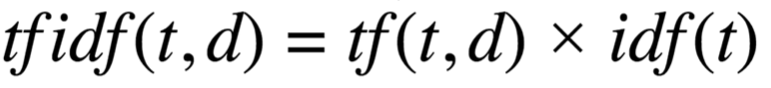 tfidf(t,d) = tf(t,d) × idf(t)